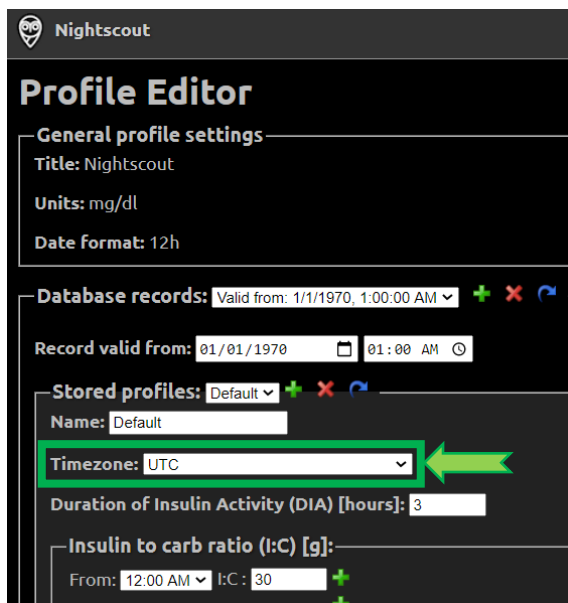 Nightscout
Profile Editor
General profile settings
Title: Nightscout
Units: mg/dl
Date format: 12h
Database records: Valid from: 1/1/1970, 1:00:00 AM
Record valid from: 01/01/1970 01:00 AM
Stored profiles: Default
Name: Default
Timezone: UTC
Duration of Insulin Activity (DIA) [hours]: 3
Insulin to carb ratio (I:C) [g]:
From: 12:00 AM I:C : 30